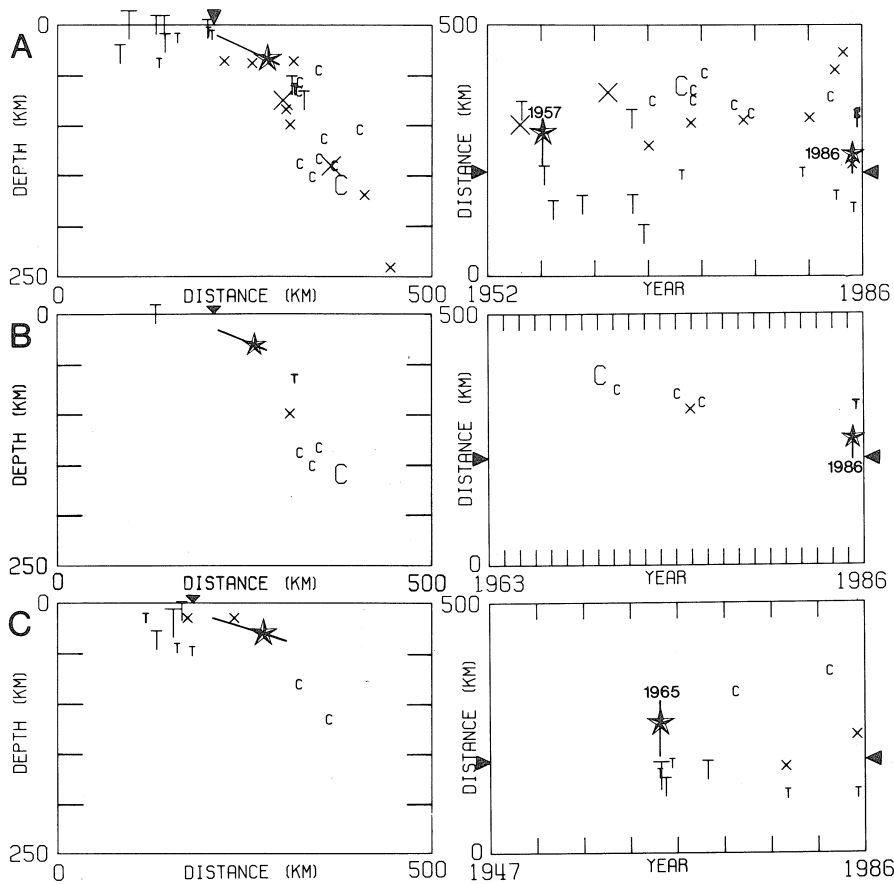 A
0
DEPTH (KM)
250
0
DISTANCE (KM)
500
500
DISTANCE (KM)
1957
1986
0
1952
YEAR
1986
B
0
DEPTH (KM)
250
0
DISTANCE (KM)
500
500
DISTANCE (KM)
1986
0
1963
YEAR
1986
C
0
DEPTH (KM)
250
0
DISTANCE (KM)
500
500
DISTANCE (KM)
1965
0
1947
YEAR
1986